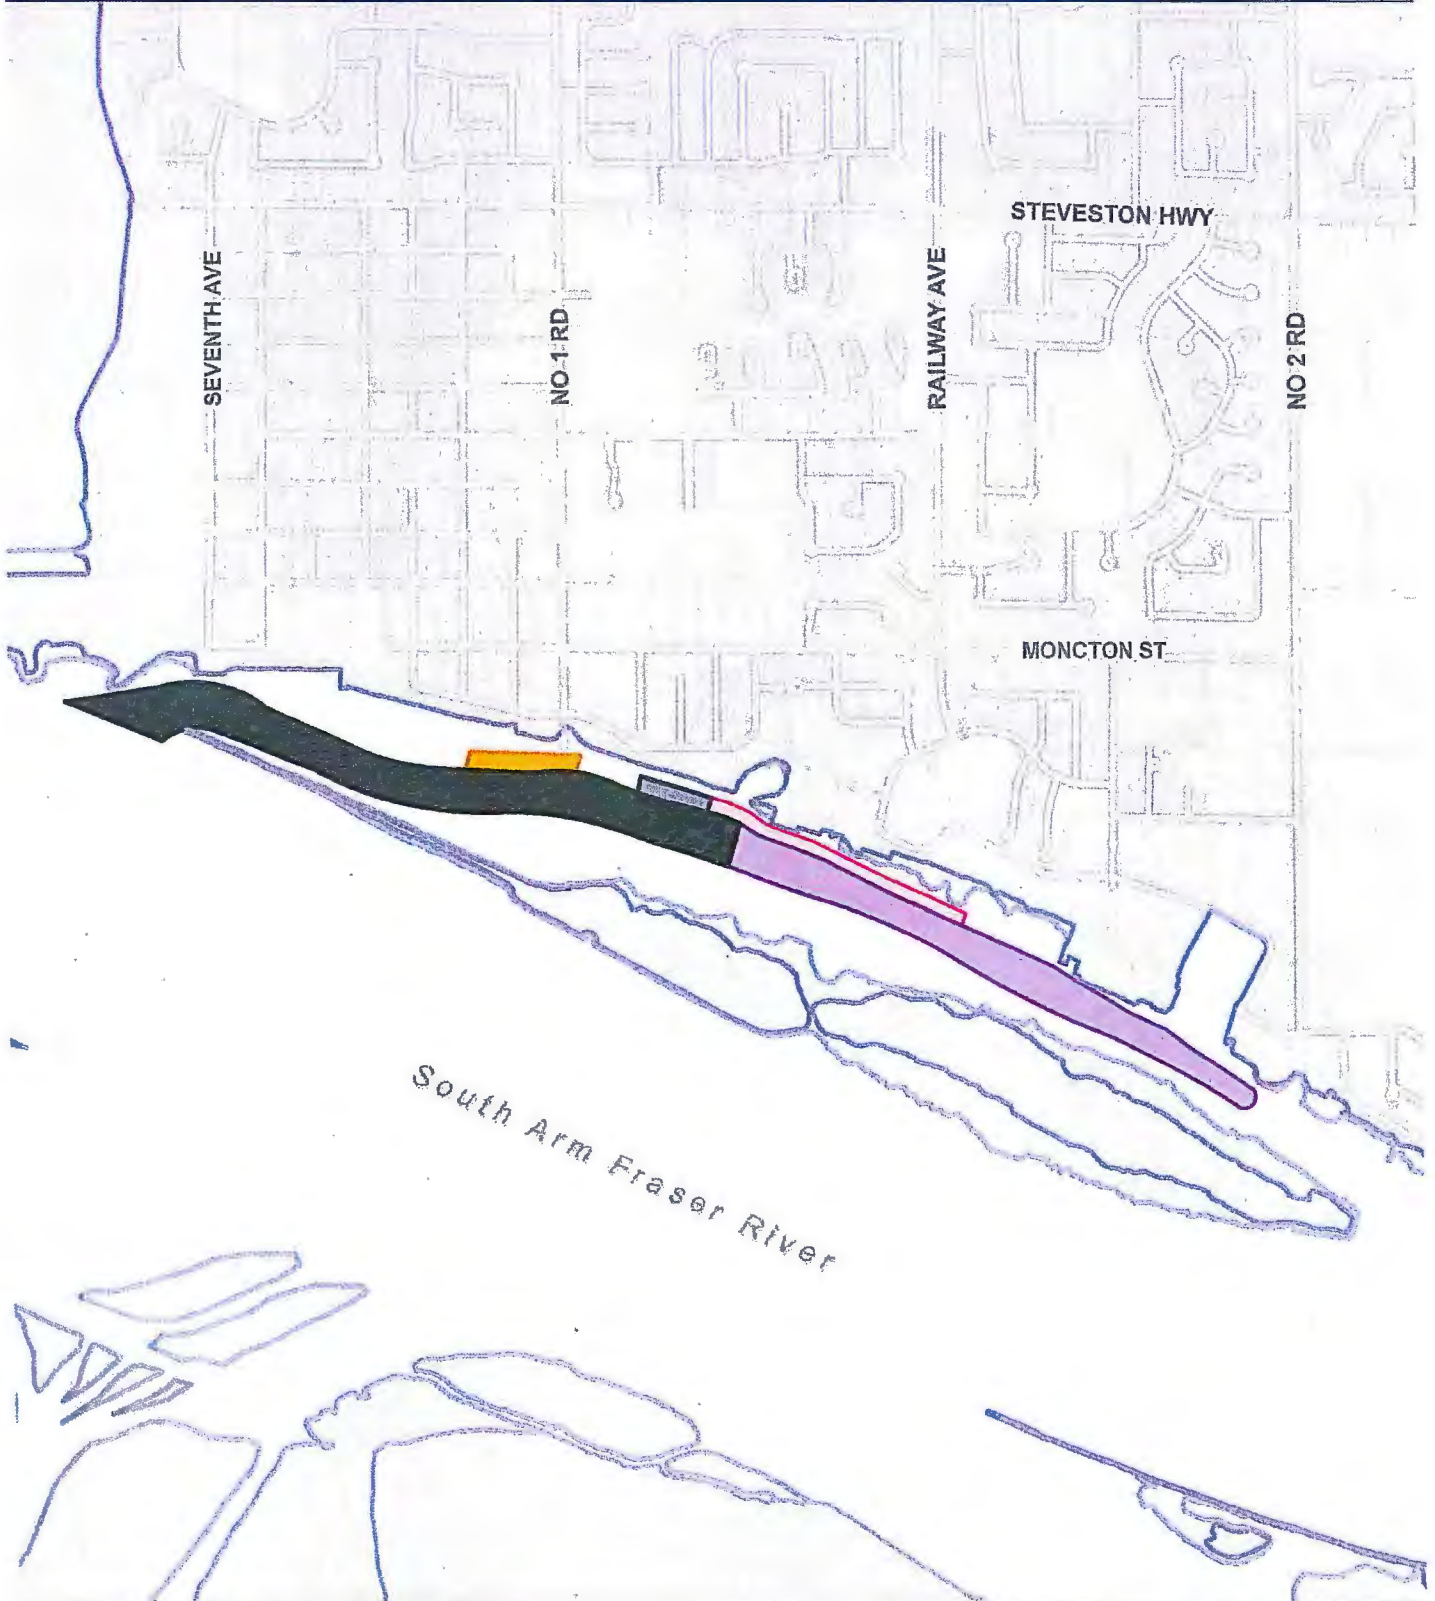 STEVESTON HWY
SEVENTH AVE
NO 1 RD
RAILWAY AVE
NO 2 RD
MONCTON ST
South Arm Fraser River